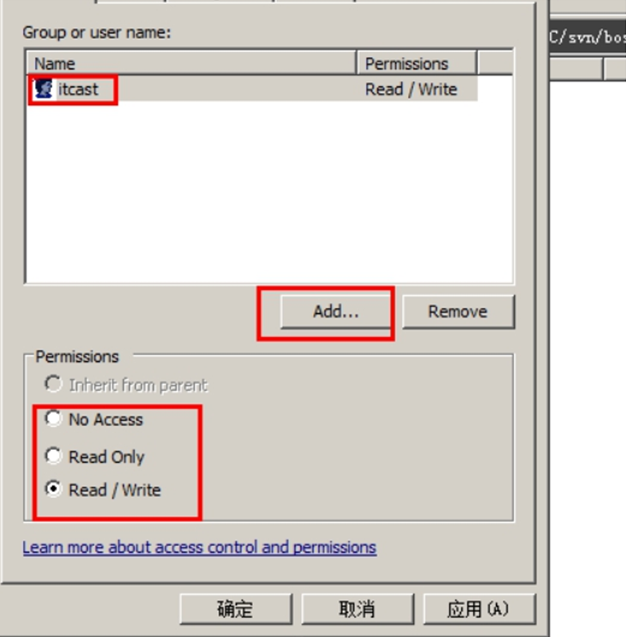 Group or user name:
C/svn/bos
Name Permissions
itcast Read / Write
Add... Remove
Permissions
Inherit from parent
No Access
Read Only
Read / Write
Learn more about access control and permissions
确定 取消 应用(A)